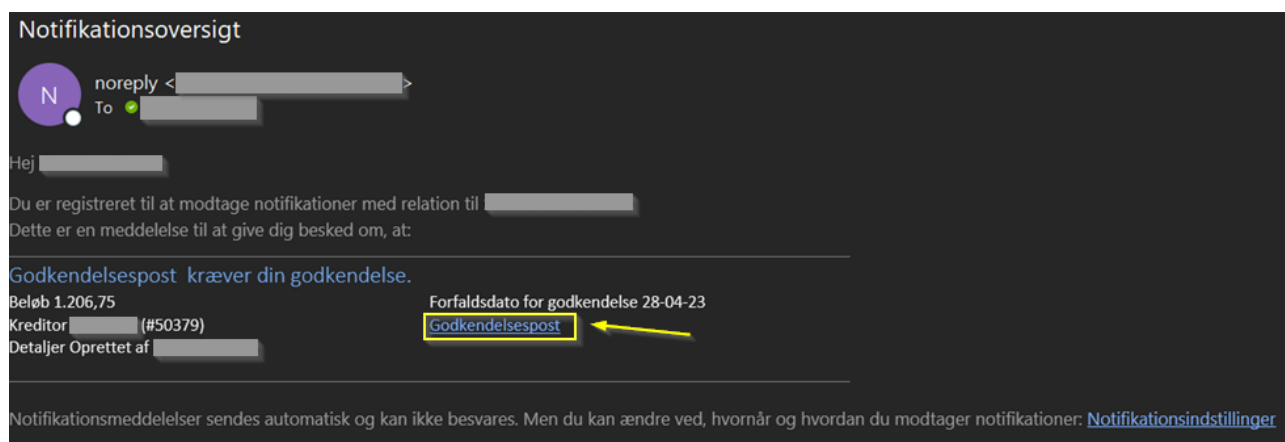 Notifikationsoversigt
noreply < >
N
To
Hej
Du er registreret til at modtage notifikationer med relation til
Dette er en meddelelse til at give dig besked om, at:
Godkendelsespost kræver din godkendelse.
Beløb 1.206,75 Forfaldsdato for godkendelse 28-04-23
Kreditor (#50379) Godkendelsespost
Detaljer Oprettet af
Notifikationsmeddelelser sendes automatisk og kan ikke besvares. Men du kan ændre ved, hvornår og hvordan du modtager notifikationer: Notifikationsindstillinger